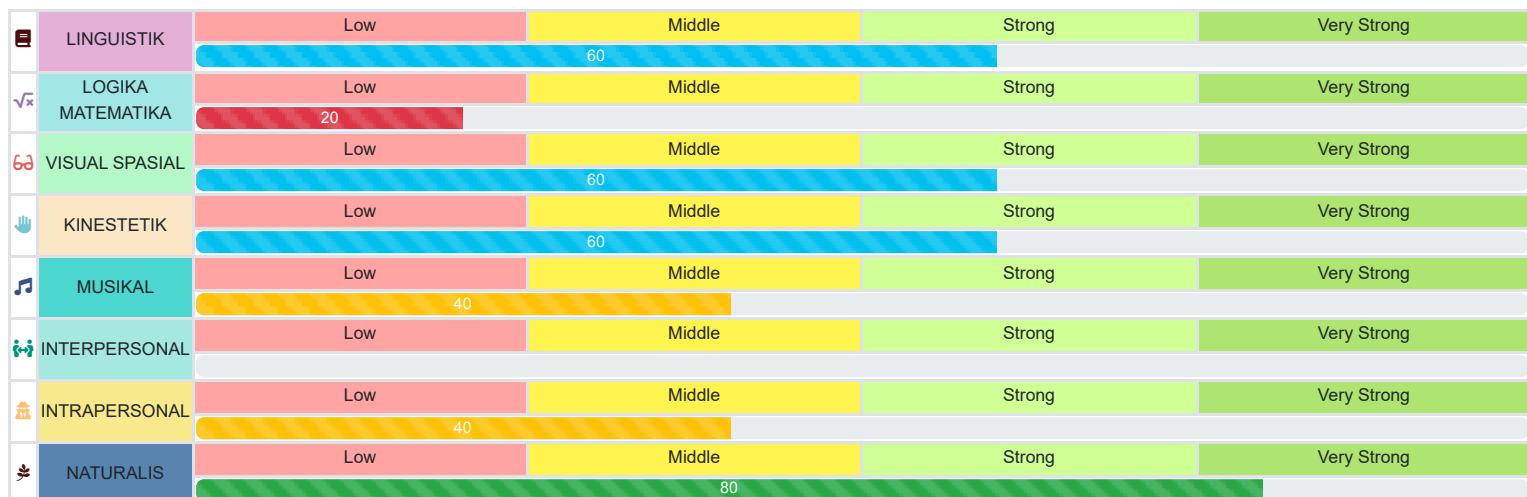 LINGUISTIK
Low Middle Strong Very Strong
60
LOGIKA
MATEMATIKA
Low Middle Strong Very Strong
20
VISUAL SPASIAL
Low Middle Strong Very Strong
60
KINESTETIK
Low Middle Strong Very Strong
60
MUSIKAL
Low Middle Strong Very Strong
40
INTERPERSONAL
Low Middle Strong Very Strong
INTRAPERSONAL
Low Middle Strong Very Strong
40
NATURALIS
Low Middle Strong Very Strong
80